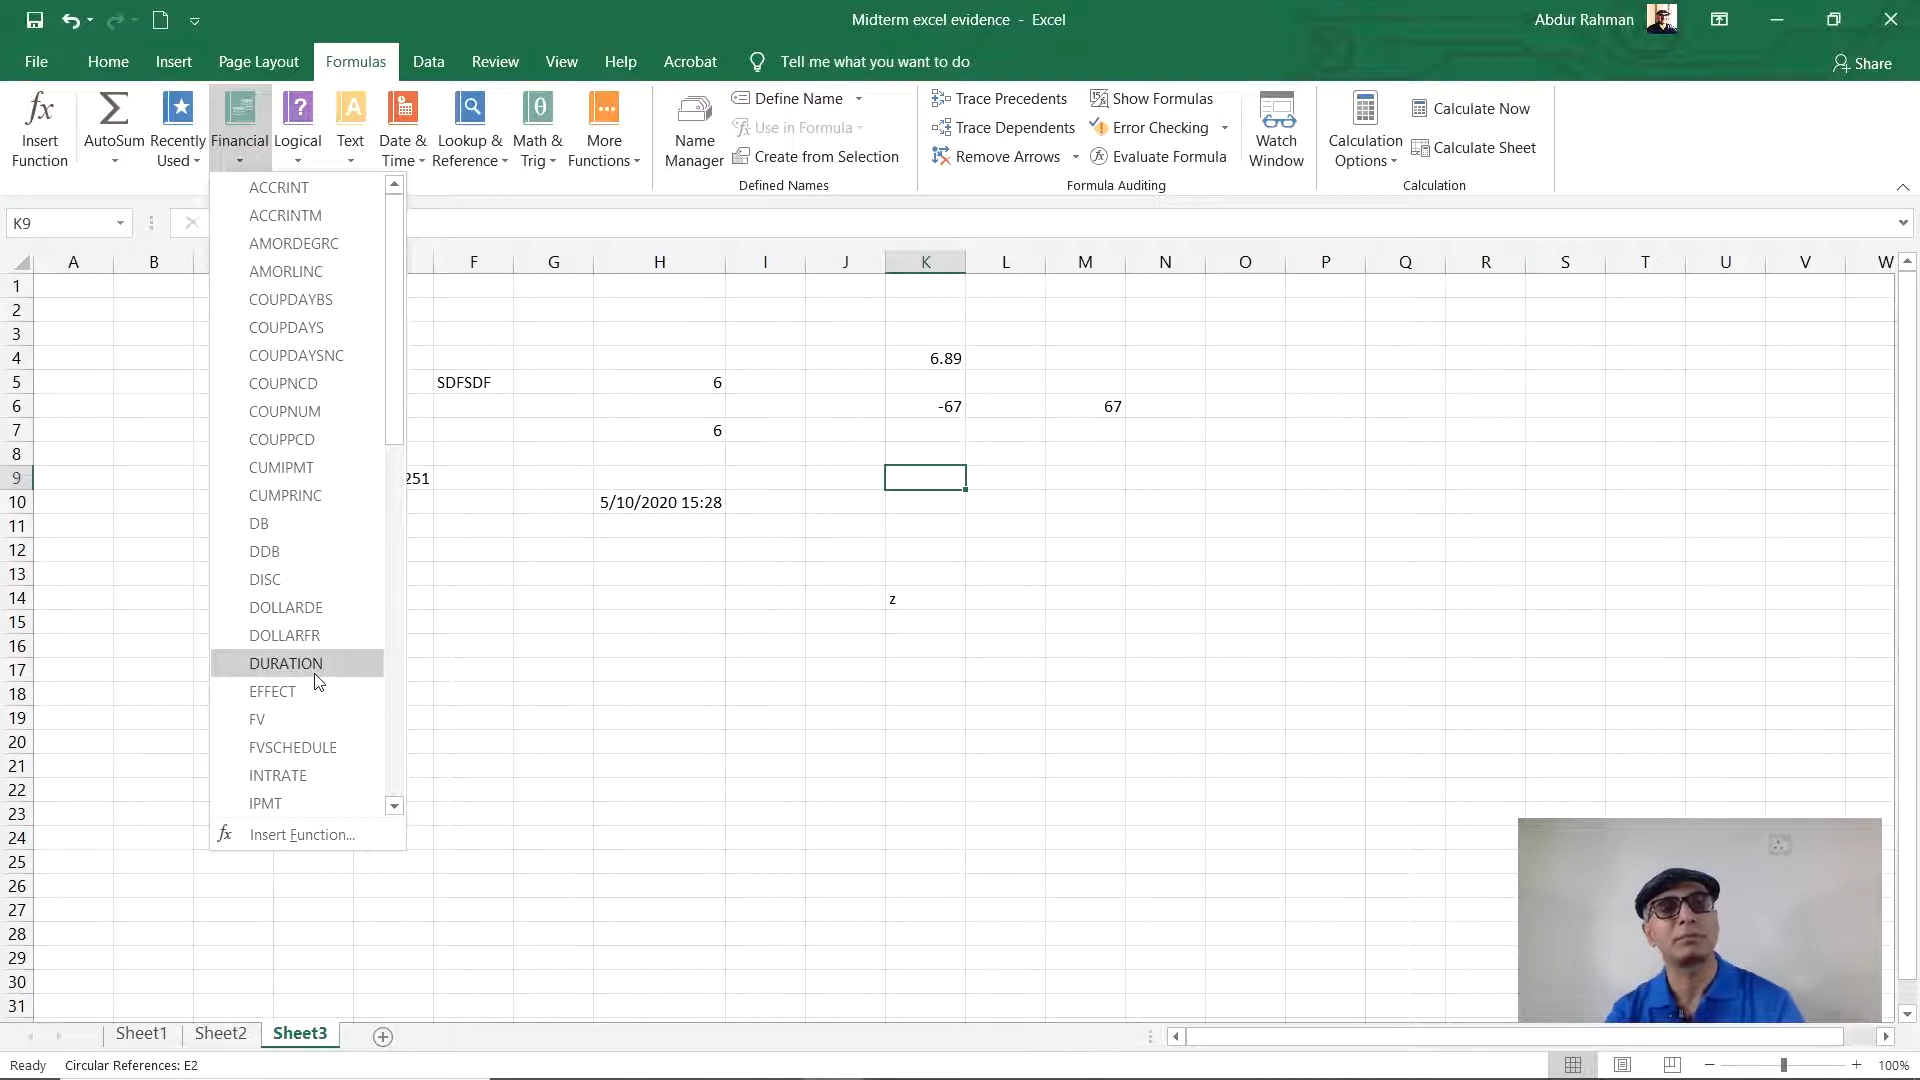 Midterm excel evidence - Excel
Abdur Rahman
File Home Insert Page Layout Formulas Data Review View Help Acrobat Tell me what you want to do
Share
Insert Function
AutoSum
Recently Used
Financial
Logical
Text
Date & Time
Lookup & Reference
Math & Trig
More Functions
Name Manager
Define Name
Use in Formula
Create from Selection
Defined Names
Trace Precedents
Trace Dependents
Remove Arrows
Show Formulas
Error Checking
Evaluate Formula
Formula Auditing
Watch Window
Calculation Options
Calculate Now
Calculate Sheet
Calculation
K9
A B F G H I J K L M N O P Q R S T U V W
ACCRINT
ACCRINTM
AMORDEGRC
AMORLINC
COUPDAYBS
COUPDAYS
COUPDAYSNC
COUPNCD
COUPNUM
COUPPCD
CUMIPMT
CUMPRINC
DB
DDB
DISC
DOLLARDE
DOLLARFR
DURATION
EFFECT
FV
FVSCHEDULE
INTRATE
IPMT
fx Insert Function...
1
2
3
4 6.89
5 SDFSDF 6
6 -67 67
7 6
8
9 251
10 5/10/2020 15:28
11
12
13
14 z
15
16
17
18
19
20
21
22
23
24
25
26
27
28
29
30
31
Sheet1 Sheet2 Sheet3
Ready Circular References: E2
100%